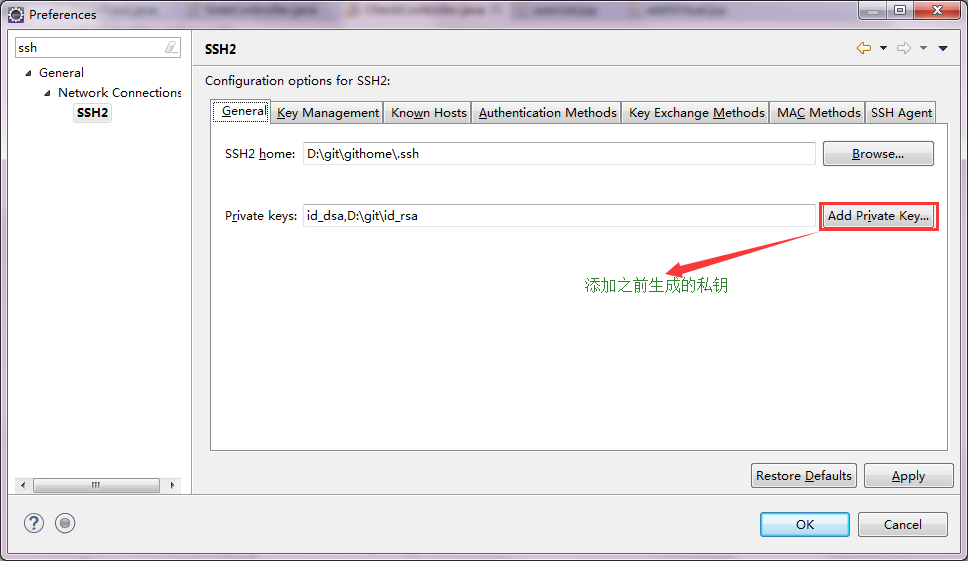 Preferences
ssh
General
Network Connections
SSH2
SSH2
Configuration options for SSH2:
General
Key Management
Known Hosts
Authentication Methods
Key Exchange Methods
MAC Methods
SSH Agent
SSH2 home:
D:\git\githome\.ssh
Browse...
Private keys:
id_dsa,D:\git\id_rsa
Add Private Key...
添加之前生成的私钥
Restore Defaults
Apply
OK
Cancel